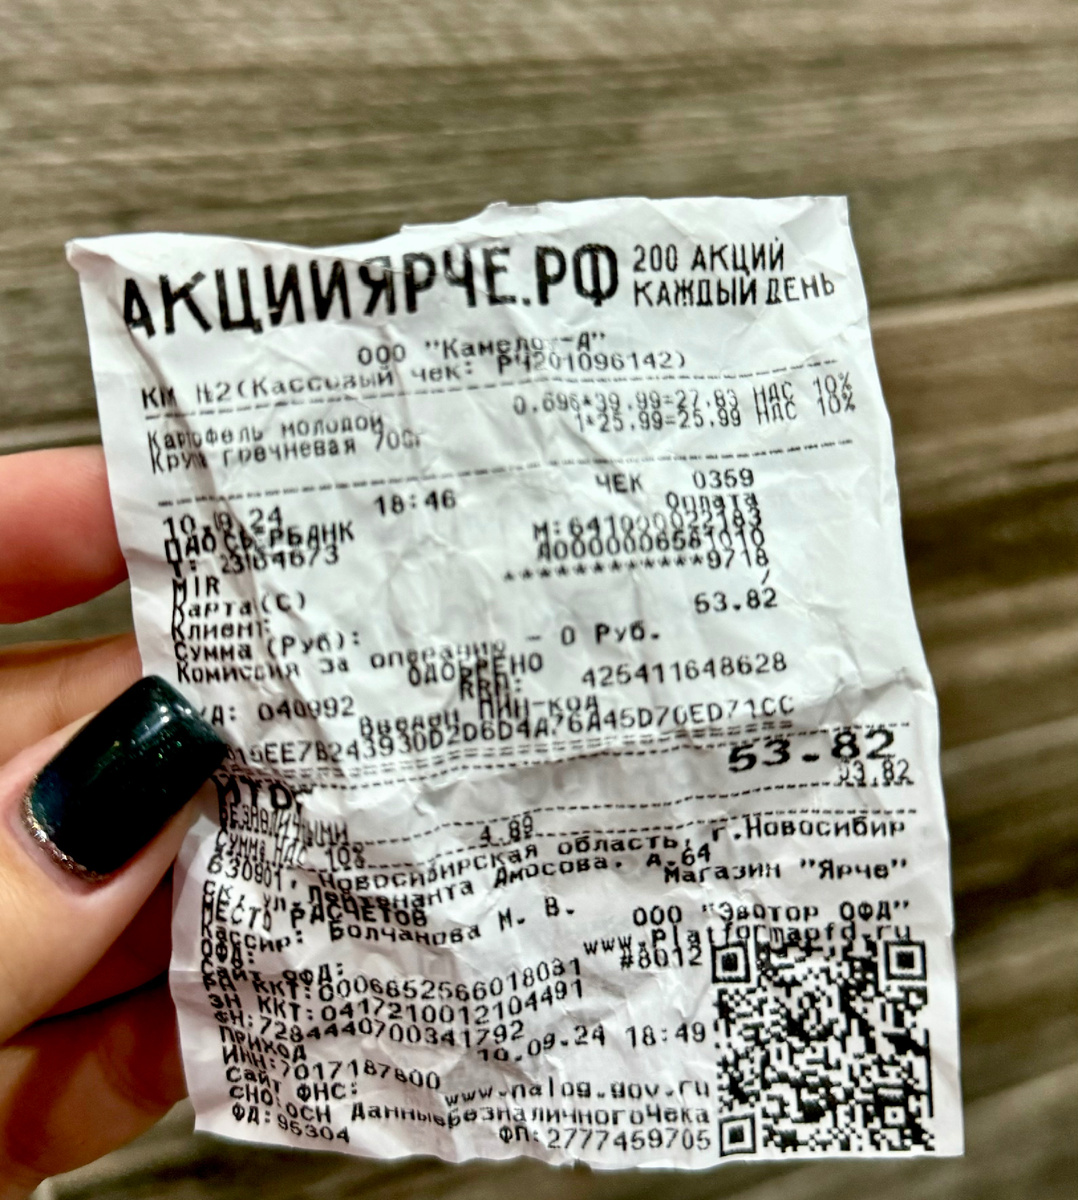 АКЦИИЯРЧЕ.РФ 200 АКЦИЙ КАЖДЫЙ ДЕНЬ
ООО "Камелот-А"
КМ №2(Кассовый чек: РЧ201096142)
Картофель молодой 0.696*39.99=27.83 НДС 10%
Крупа гречневая 700г 1*25.99=25.99 НДС 10%
ЧЕК 0359
10.09.24 18:46 Оплата
ПАО СБЕРБАНК
Т: М:641000022183
MIR A0000006581010
Карта(C) ************9718
Клиент: /
Сумма (Руб): 53.82
Комиссия за операцию - 0 Руб.
ОДОБРЕНО
RRN: 425411648628
А: 040992
Введен ПИН-код
53.82
БЕЗНАЛИЧНЫМИ 53.82
Сумма НДС 10% 4.89
630901, Новосибирская область, г.Новосибир
ск, ул.Лейтенанта Амосова, д.64
МЕСТО РАСЧЕТОВ Магазин "Ярче"
Кассир: Болчанова М. В.
ОФД: ООО "Эвотор ОФД"
Сайт ОФД: www.platformaofd.ru
РН ККТ:0006852566018031 #8012
ЗН ККТ:0417210012104491
ФН:7284440700341792
ПРИХОД 10.09.24 18:49
ИНН:7017187800
Сайт ФНС: www.nalog.gov.ru
СНО:ОСН ДанныеБезналичногоЧека
ФД:95304 ФП:2777459705